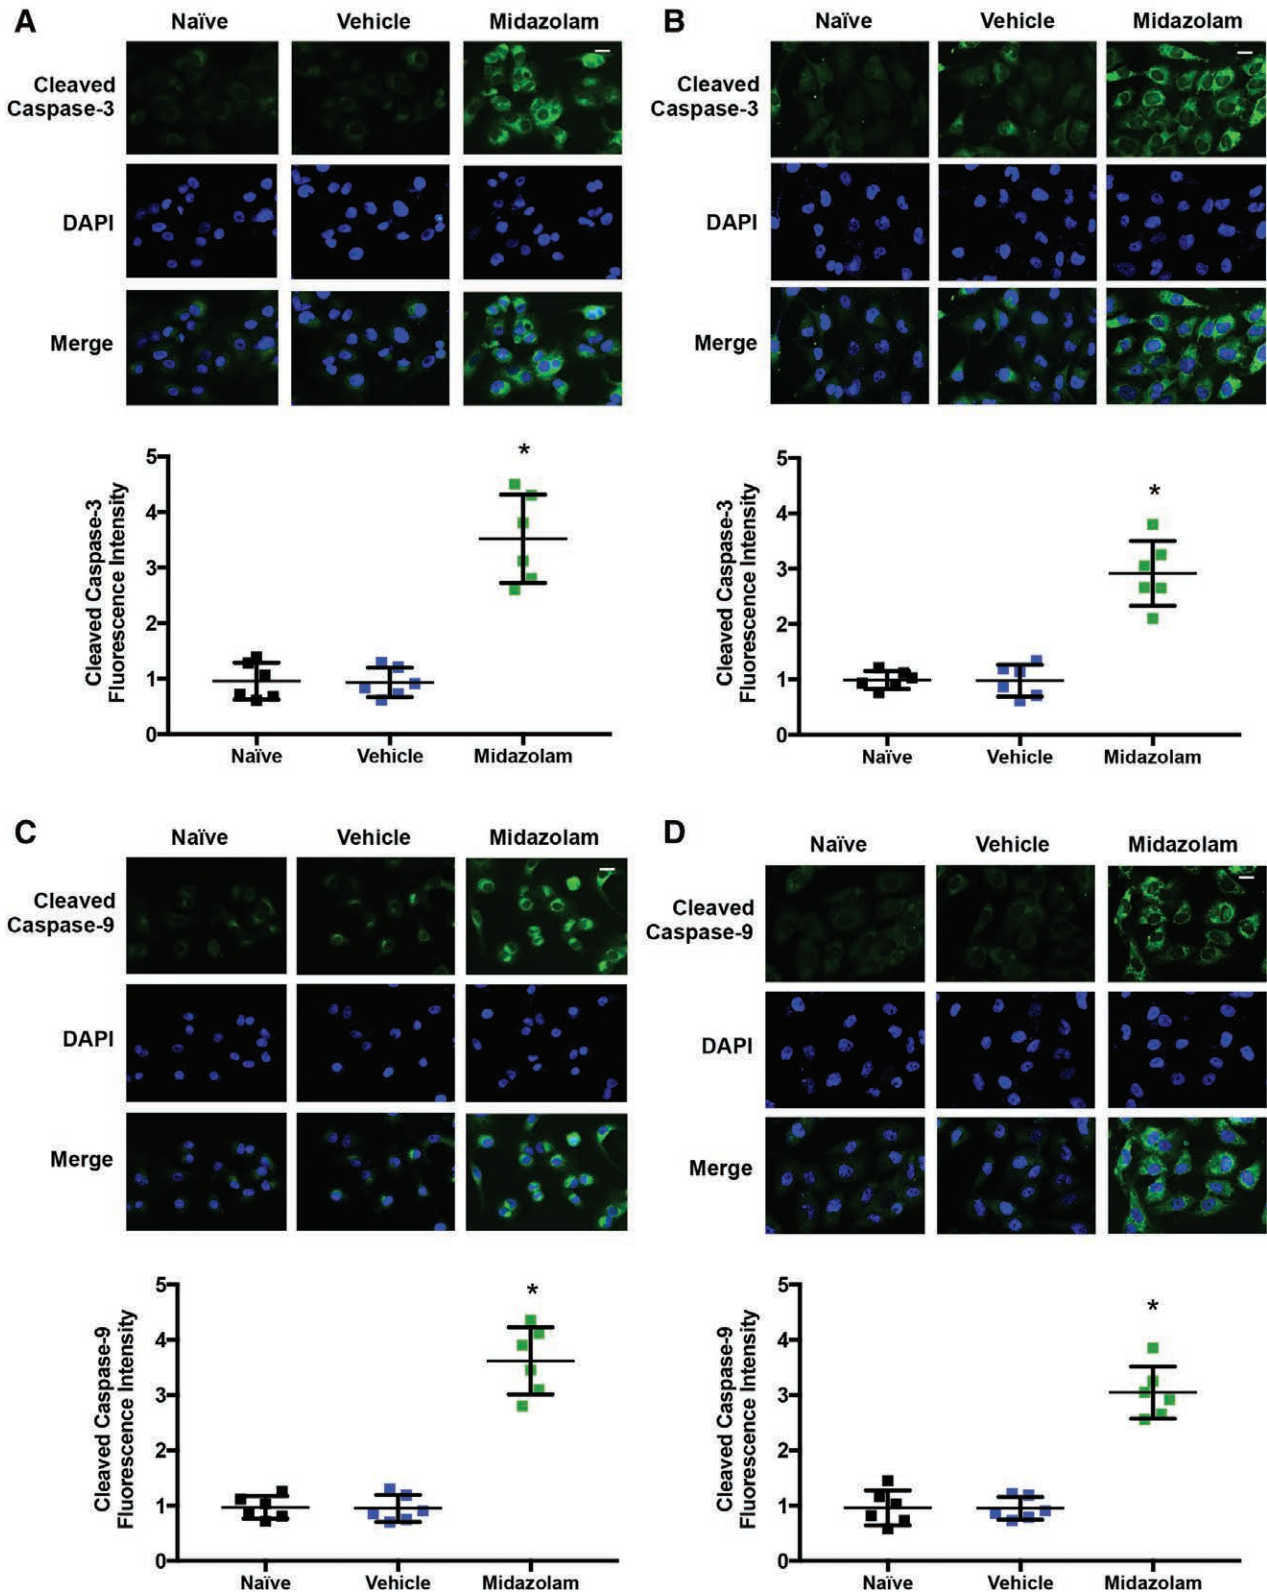 A
Naïve Vehicle Midazolam
Cleaved
Caspase-3
DAPI
Merge
Cleaved Caspase-3
Fluorescence Intensity
5
4
3
2
1
0
*
Naïve Vehicle Midazolam
B
Naïve Vehicle Midazolam
Cleaved
Caspase-3
DAPI
Merge
Cleaved Caspase-3
Fluorescence Intensity
5
4
3
2
1
0
*
Naïve Vehicle Midazolam
C
Naïve Vehicle Midazolam
Cleaved
Caspase-9
DAPI
Merge
Cleaved Caspase-9
Fluorescence Intensity
5
4
3
2
1
0
*
Naïve Vehicle Midazolam
D
Naïve Vehicle Midazolam
Cleaved
Caspase-9
DAPI
Merge
Cleaved Caspase-9
Fluorescence Intensity
5
4
3
2
1
0
*
Naïve Vehicle Midazolam